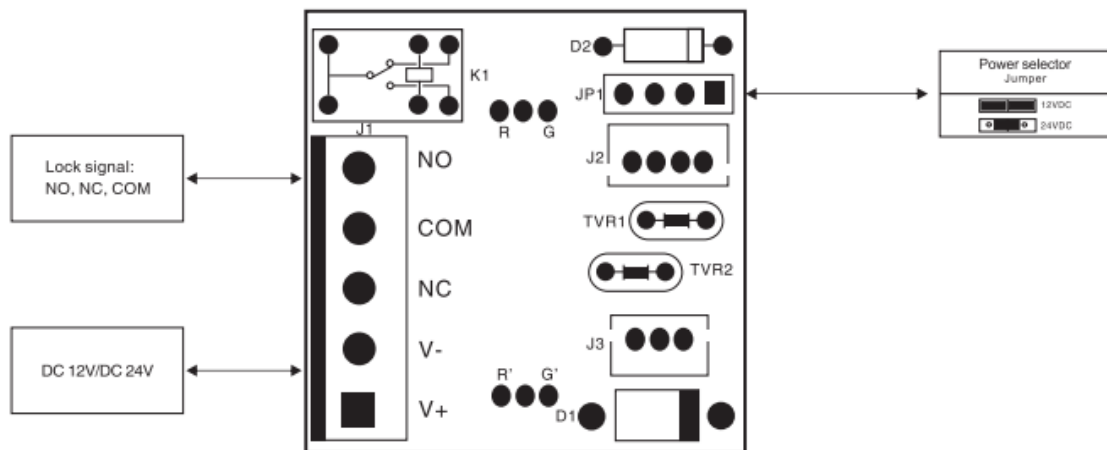 Lock signal:
NO, NC, COM
DC 12V/DC 24V
K1
J1
NO
COM
NC
V-
V+
R
G
R'
G'
D2
JP1
J2
TVR1
TVR2
J3
D1
Power selector
Jumper
12VDC
24VDC